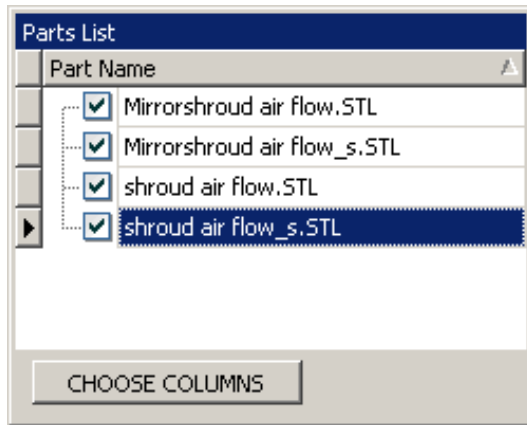 Parts List
Part Name
Mirrorshroud air flow.STL
Mirrorshroud air flow_s.STL
shroud air flow.STL
shroud air flow_s.STL
CHOOSE COLUMNS